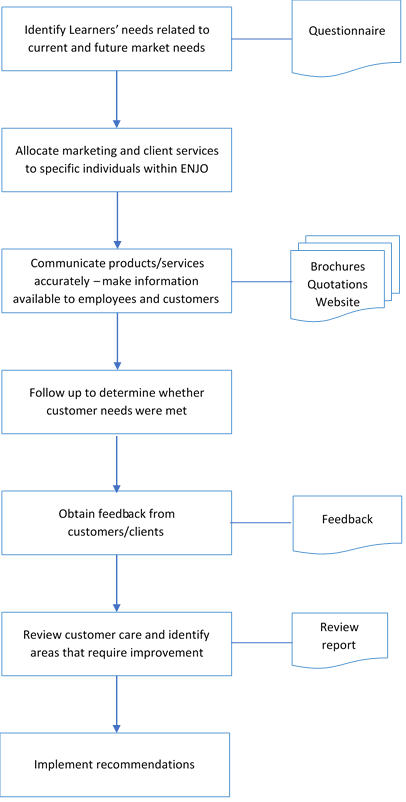 Identify Learners' needs related to
current and future market needs
Questionnaire
Allocate marketing and client services
to specific individuals within ENJO
Communicate products/services
accurately – make information
available to employees and customers
Brochures
Quotations
Website
Follow up to determine whether
customer needs were met
Obtain feedback from
customers/clients
Feedback
Review customer care and identify
areas that require improvement
Review
report
Implement recommendations